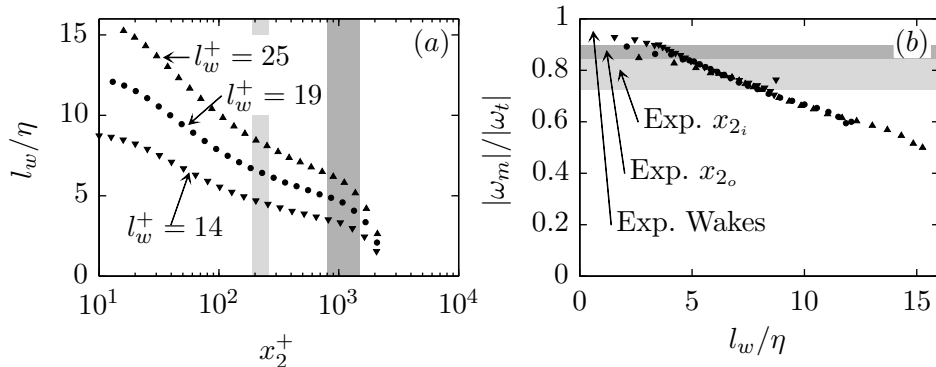 (a)
15
10
5
0
l_w/η
l_w^+ = 25
l_w^+ = 19
l_w^+ = 14
10^1 10^2 10^3 10^4
x_2^+
(b)
1
0.8
0.6
0.4
0.2
0
|ω_m|/|ω_t|
Exp. x_{2_i}
Exp. x_{2_o}
Exp. Wakes
0 5 10 15
l_w/η